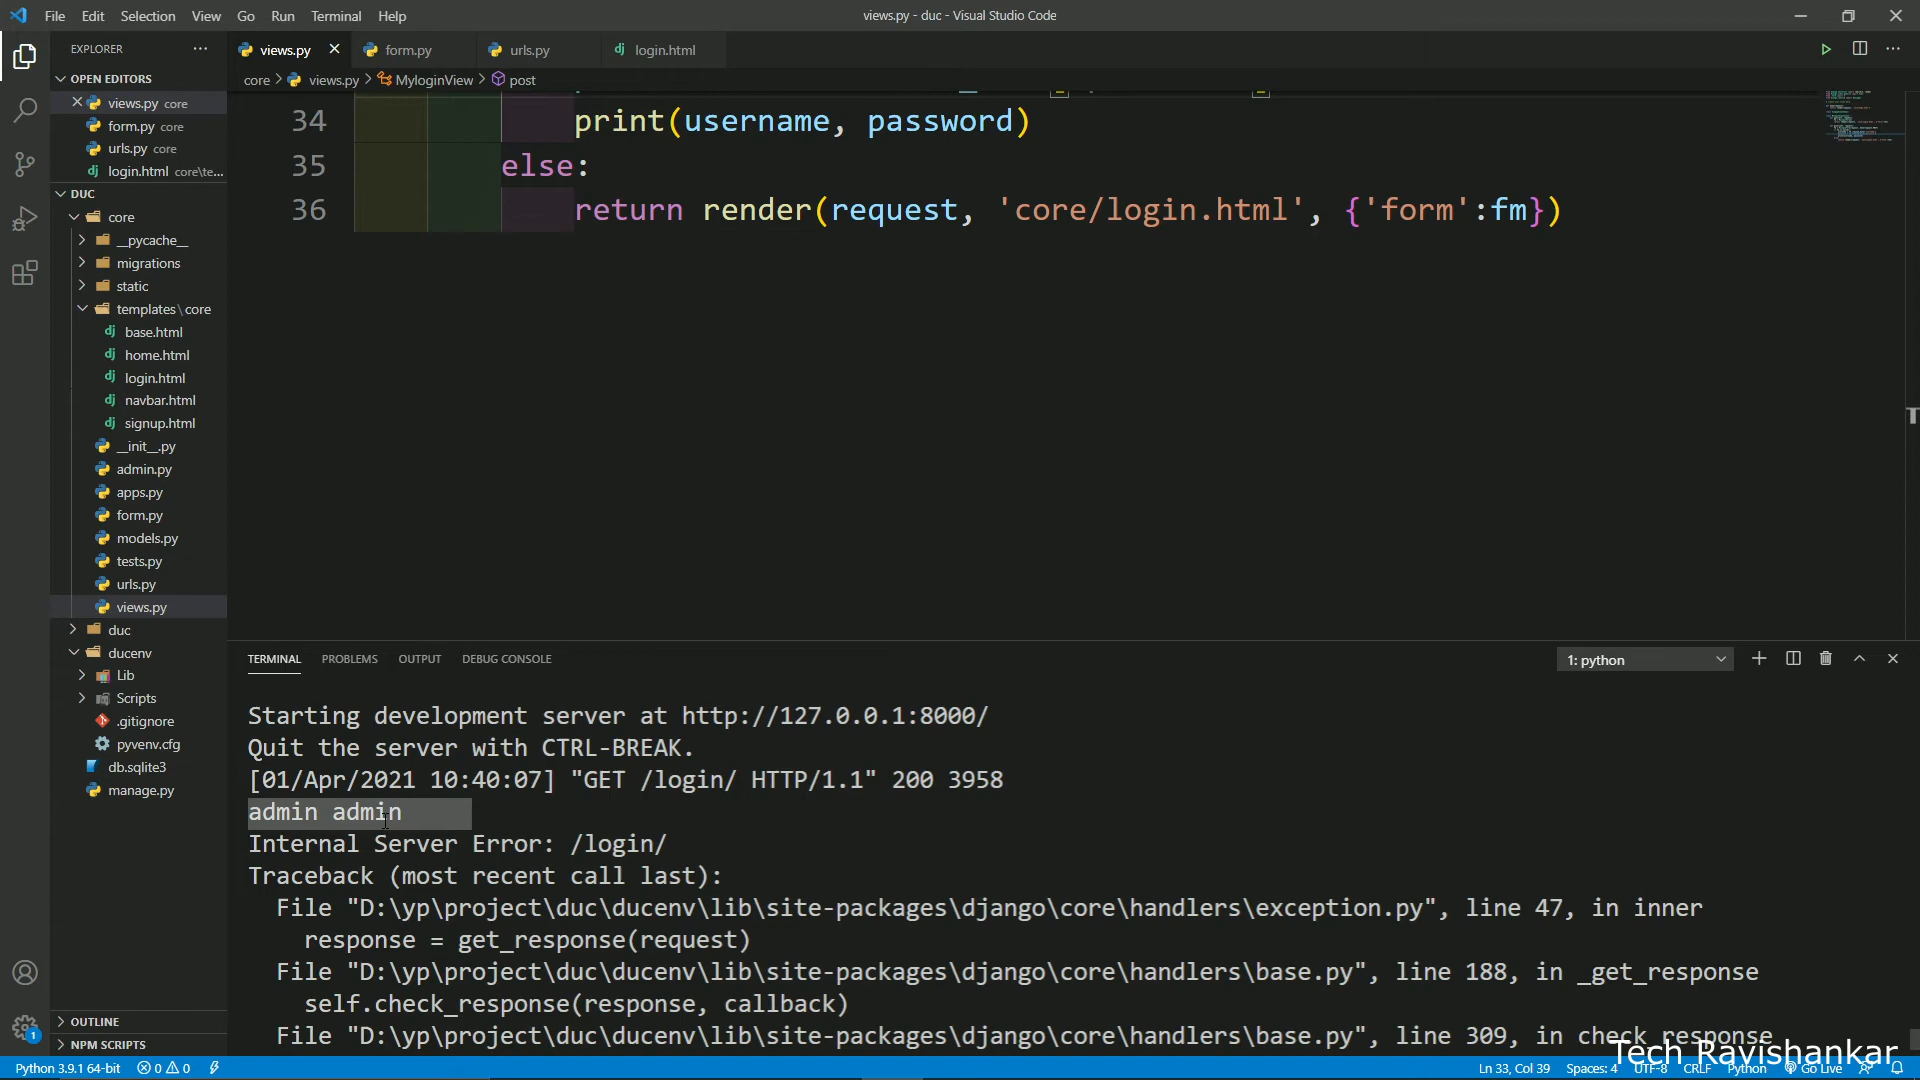 File Edit Selection View Go Run Terminal Help
views.py - duc - Visual Studio Code
EXPLORER
views.py form.py urls.py login.html
core > views.py > MyloginView > post
OPEN EDITORS
views.py core
form.py core
urls.py core
login.html core\te...
DUC
core
__pycache__
migrations
static
templates\core
base.html
home.html
login.html
navbar.html
signup.html
__init__.py
admin.py
apps.py
form.py
models.py
tests.py
urls.py
views.py
duc
ducenv
Lib
Scripts
.gitignore
pyvenv.cfg
db.sqlite3
manage.py
OUTLINE
NPM SCRIPTS
34 print(username, password)
35 else:
36 return render(request, 'core/login.html', {'form':fm})
TERMINAL PROBLEMS OUTPUT DEBUG CONSOLE
1: python
Starting development server at http://127.0.0.1:8000/
Quit the server with CTRL-BREAK.
[01/Apr/2021 10:40:07] "GET /login/ HTTP/1.1" 200 3958
admin admin
Internal Server Error: /login/
Traceback (most recent call last):
File "D:\yp\project\duc\ducenv\lib\site-packages\django\core\handlers\exception.py", line 47, in inner
response = get_response(request)
File "D:\yp\project\duc\ducenv\lib\site-packages\django\core\handlers\base.py", line 188, in _get_response
self.check_response(response, callback)
File "D:\yp\project\duc\ducenv\lib\site-packages\django\core\handlers\base.py", line 309, in check_response
Tech Ravishankar
Python 3.9.1 64-bit 0 0
Ln 33, Col 39 Spaces: 4 UTF-8 CRLF Python Go Live
1